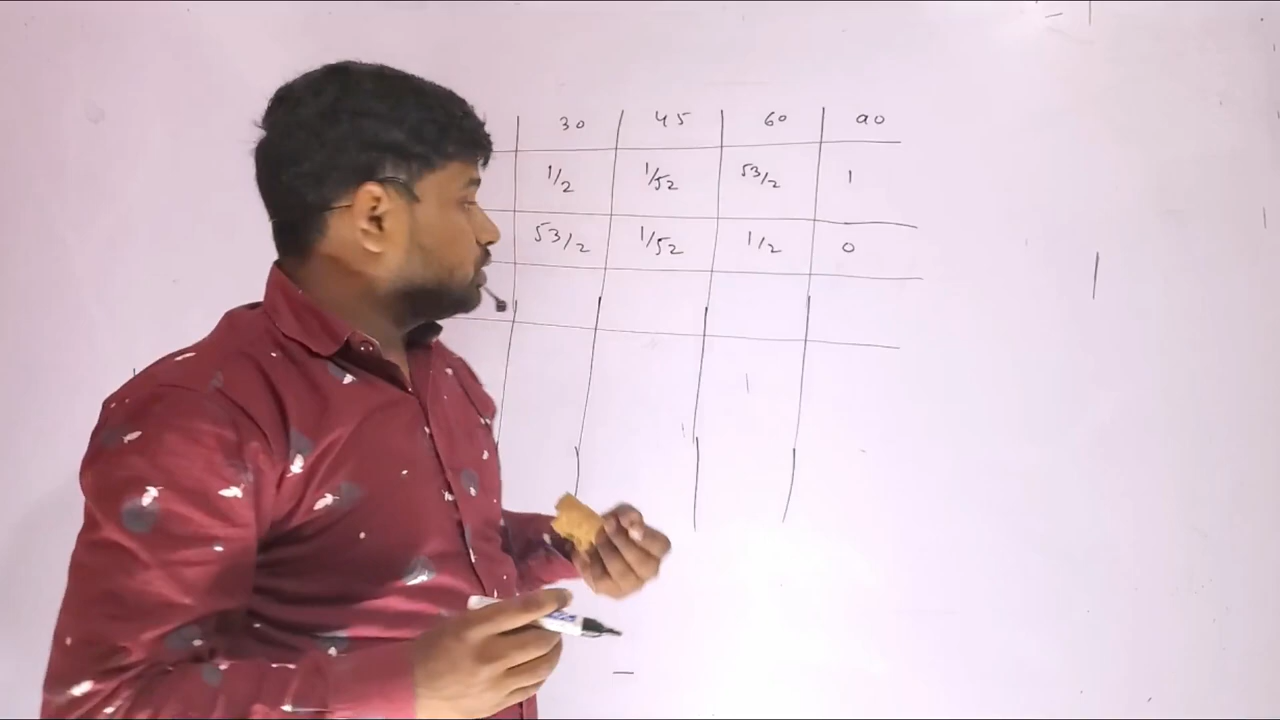 30 45 60 90
1/2 1/√2 √3/2 1
√3/2 1/√2 1/2 0